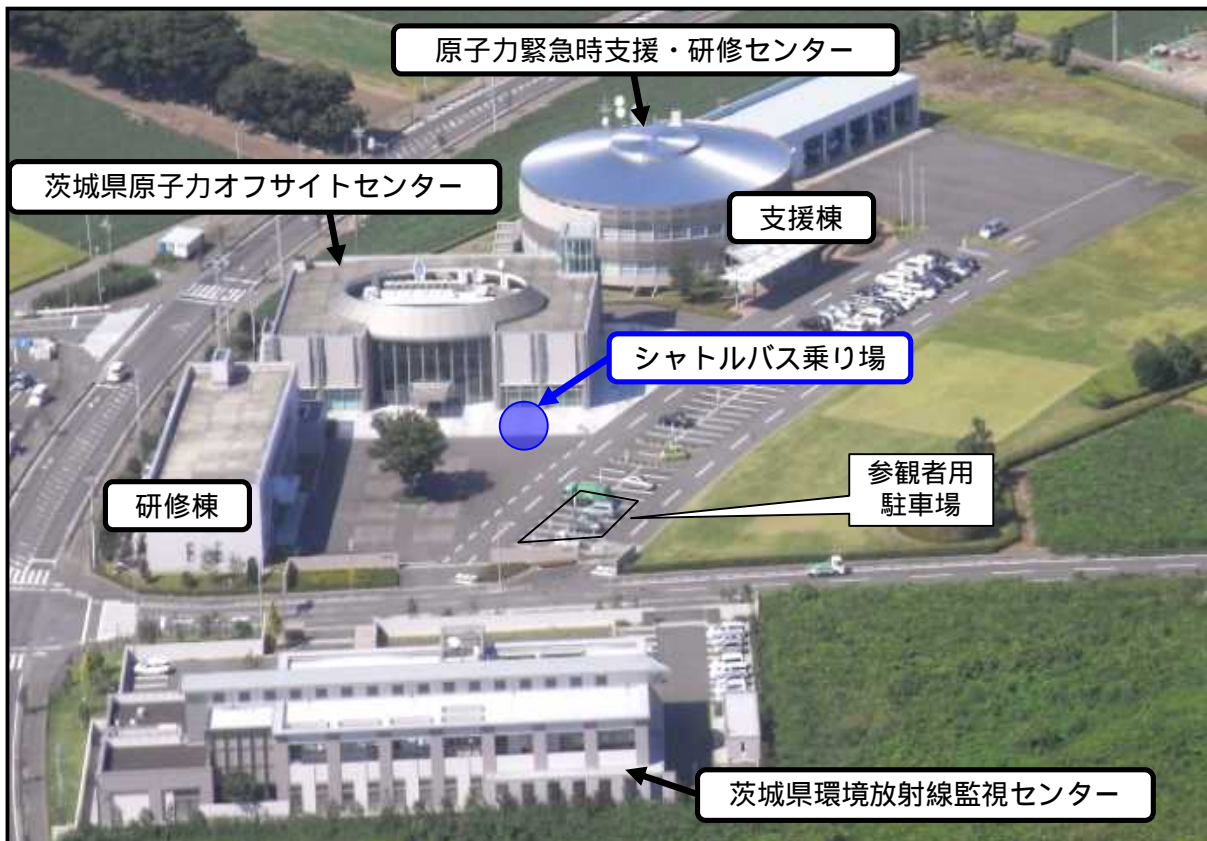 原子力緊急時支援・研修センター
茨城県原子力オフサイトセンター
支援棟
シャトルバス乗り場
参観者用
駐車場
研修棟
茨城県環境放射線監視センター